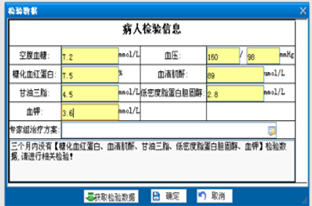 检验数据
病人检验信息
空腹血糖: 7.2 mmol/L 血压: 160 / 98 mmHg
糖化血红蛋白: 7.5 % 血清肌酐: 89 umol/L
甘油三脂: 4.5 mmol/L 低密度脂蛋白胆固醇: 2.8 mmol/L
血钾: 3.6 mmol/L
专家组治疗方案:
三个月内没有【糖化血红蛋白、血清肌酐、甘油三脂、低密度脂蛋白胆固醇、血钾】检验数
据,请进行相关检验!
获取检验数据 确定 取消